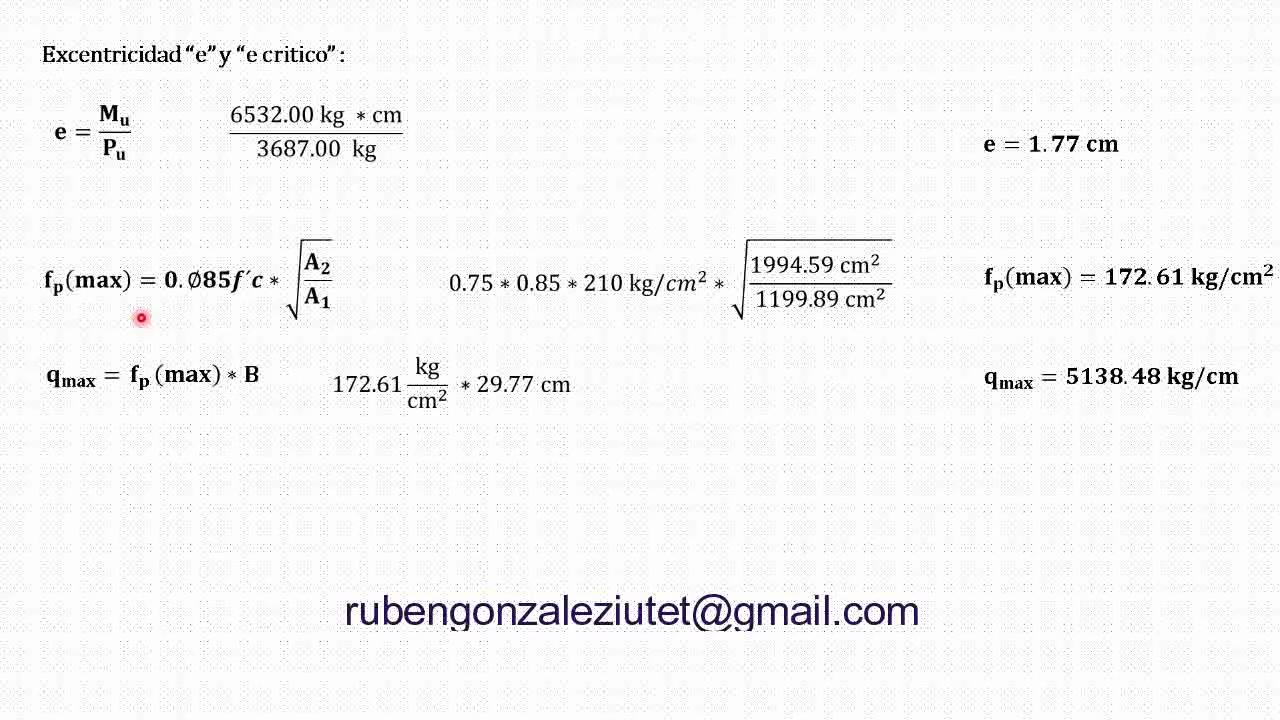 Excentricidad “e” y “e critico”:
e = Mu / Pu    6532.00 kg ∗ cm / 3687.00 kg    e = 1.77 cm
fp(max) = 0.∅85f´c ∗ √(A2 / A1)    0.75 ∗ 0.85 ∗ 210 kg/cm² ∗ √(1994.59 cm² / 1199.89 cm²)    fp(max) = 172.61 kg/cm²
qmax = fp(max) ∗ B    172.61 kg/cm² ∗ 29.77 cm    qmax = 5138.48 kg/cm
rubengonzaleziutet@gmail.com